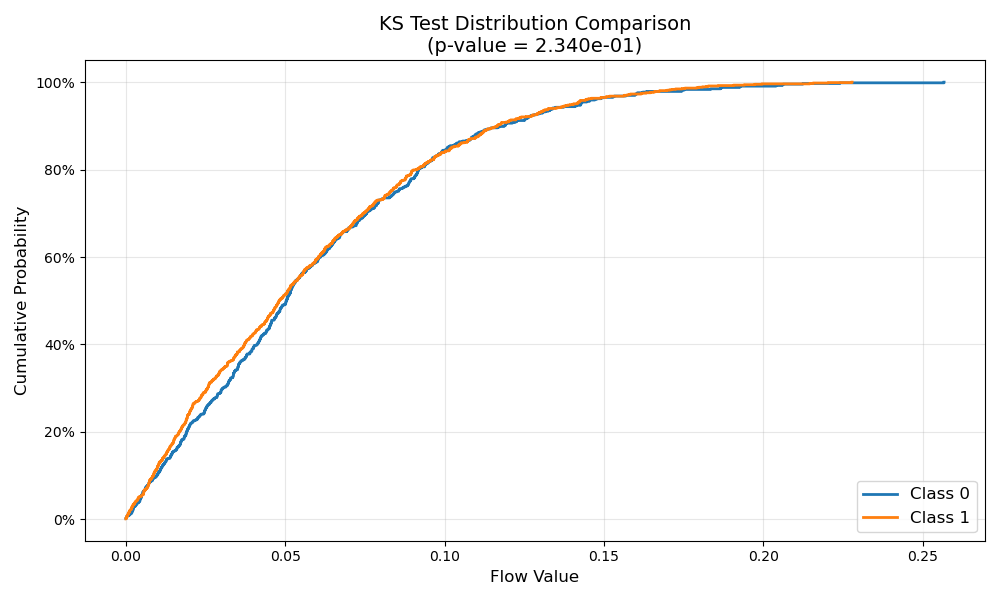 KS Test Distribution Comparison
(p-value = 2.340e-01)
100%
80%
60%
40%
20%
0%
Cumulative Probability
0.00
0.05
0.10
0.15
0.20
0.25
Flow Value
Class 0
Class 1